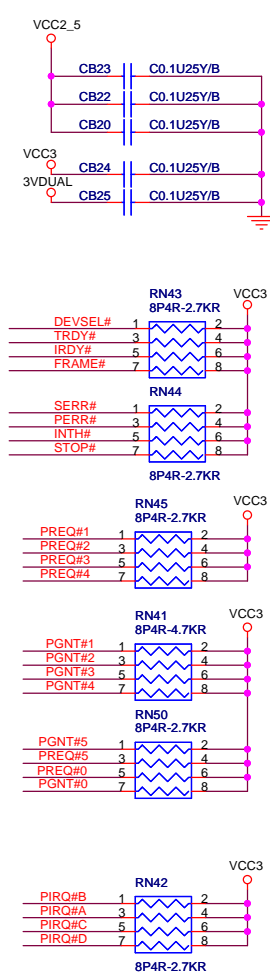 VCC2_5
CB23 C0.1U25Y/B
CB22 C0.1U25Y/B
CB20 C0.1U25Y/B
VCC3
CB24 C0.1U25Y/B
3VDUAL
CB25 C0.1U25Y/B
RN43 VCC3
8P4R-2.7KR
DEVSEL# 1 2
TRDY# 3 4
IRDY# 5 6
FRAME# 7 8
RN44
SERR# 1 2
PERR# 3 4
INTH# 5 6
STOP# 7 8
8P4R-2.7KR
RN45 VCC3
8P4R-2.7KR
PREQ#1 1 2
PREQ#2 3 4
PREQ#3 5 6
PREQ#4 7 8
RN41 VCC3
8P4R-4.7KR
PGNT#1 1 2
PGNT#2 3 4
PGNT#3 5 6
PGNT#4 7 8
RN50
8P4R-2.7KR
PGNT#5 1 2
PREQ#5 3 4
PREQ#0 5 6
PGNT#0 7 8
VCC3
RN42
PIRQ#B 1 2
PIRQ#A 3 4
PIRQ#C 5 6
PIRQ#D 7 8
8P4R-2.7KR